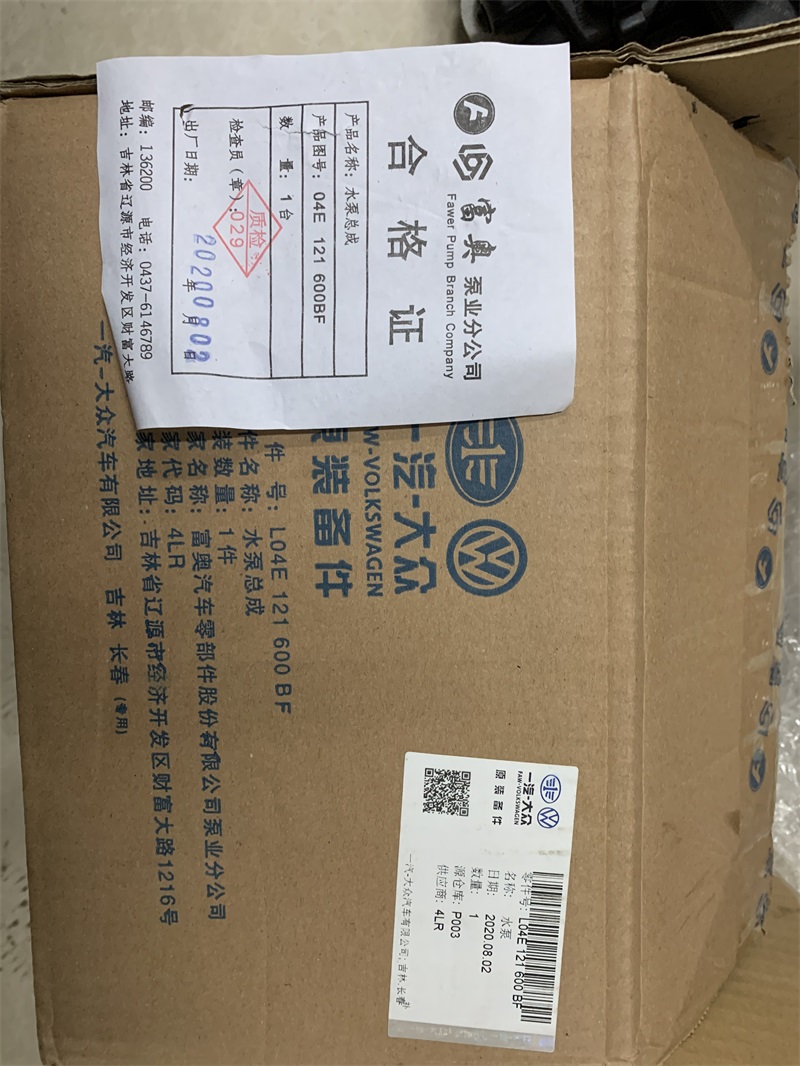 富奥 泵业分公司
Fawer Pump Branch Company
合格证
产品名称: 水泵总成
产品图号: 04E 121 600BF
数 量: 1台
检查员(章):
质检
029
出厂日期: 年 月 日
20200802
邮编: 136200 电话: 0437-6146789
地址: 吉林省辽源市经济开发区财富大路
一汽-大众
FAW-VOLKSWAGEN
原装备件
件 号: L04E 121 600 BF
件名称: 水泵总成
装数量: 1件
家名称: 富奥汽车零部件股份有限公司泵业分公司
家代码: 4LR
家地址: 吉林省辽源市经济开发区财富大路1216号
一汽-大众汽车有限公司 吉林 长春 (专用)
一汽-大众
FAW-VOLKSWAGEN
原装备件
零件号: L04E 121 600 BF
名称: 水泵
日期: 2020.08.02
数量: 1
源仓库: P003
供应商: 4LR
一汽-大众汽车有限公司: 吉林.长春